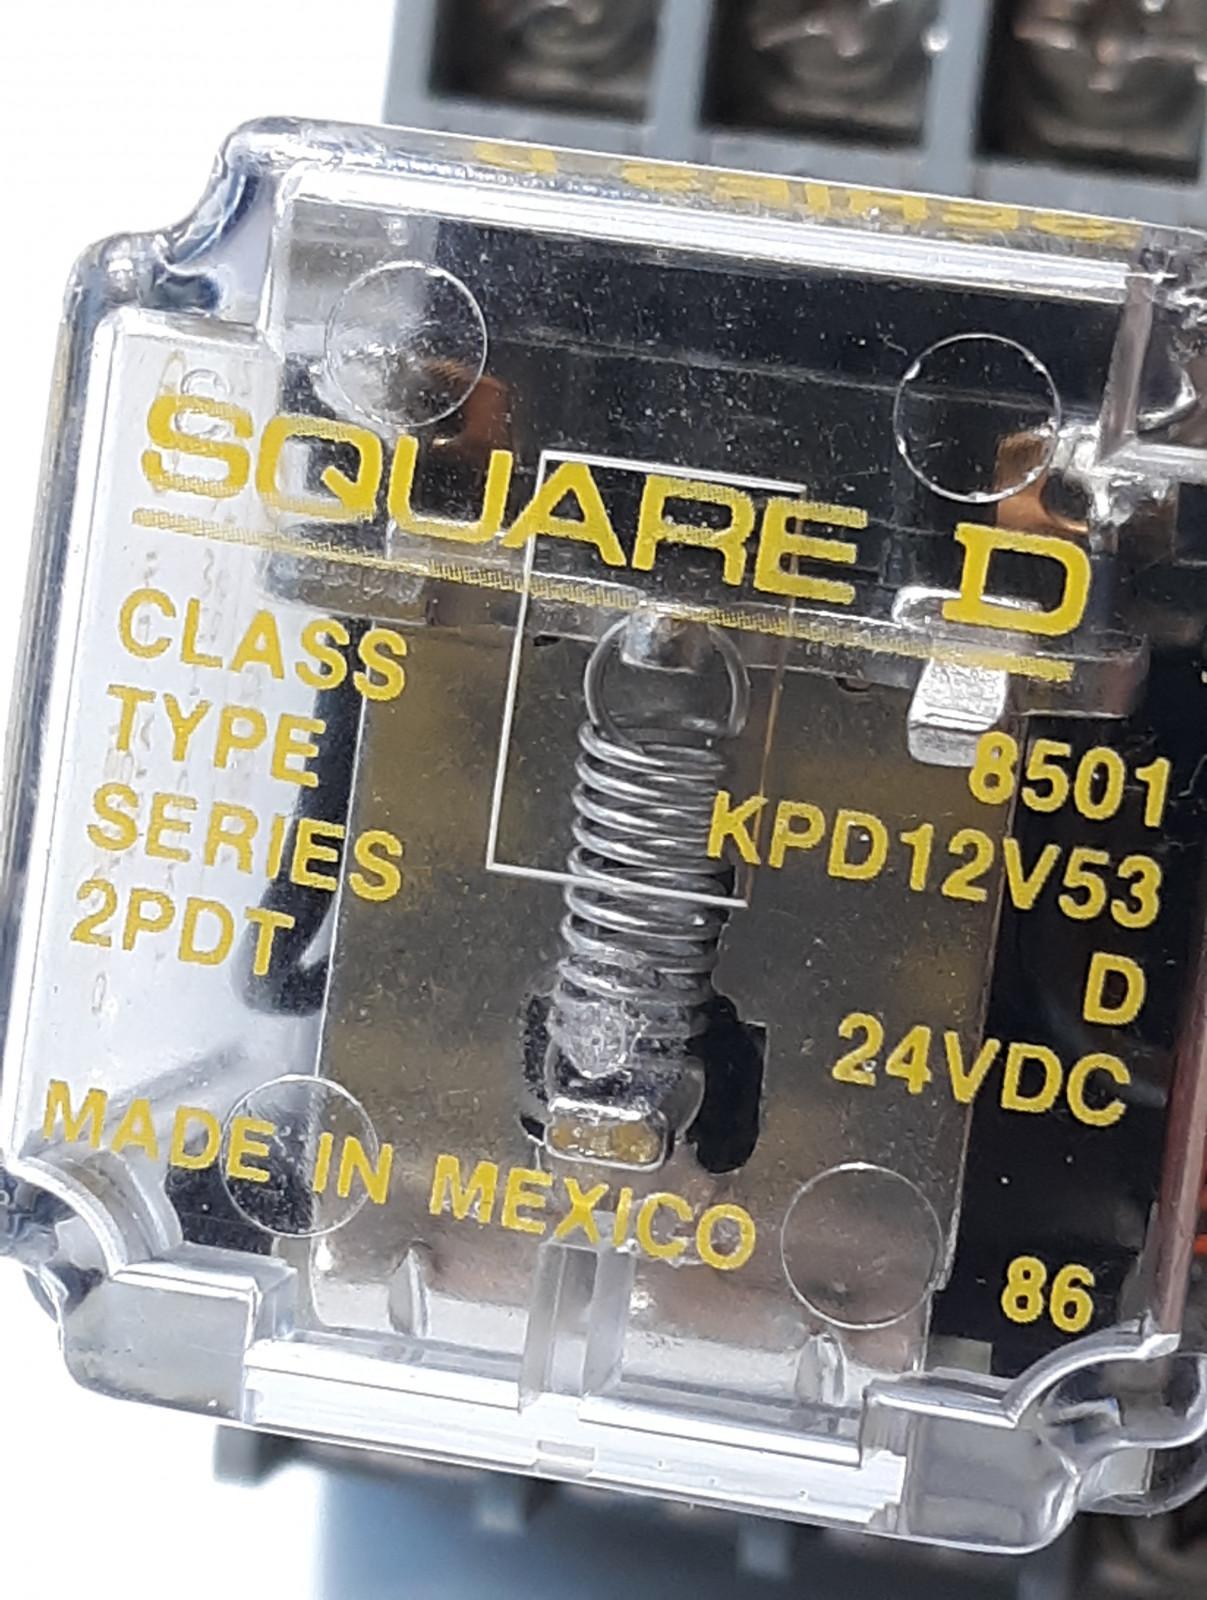 SQUARE D
CLASS 8501
TYPE KPD12V53
SERIES D
2PDT 24VDC
MADE IN MEXICO 86